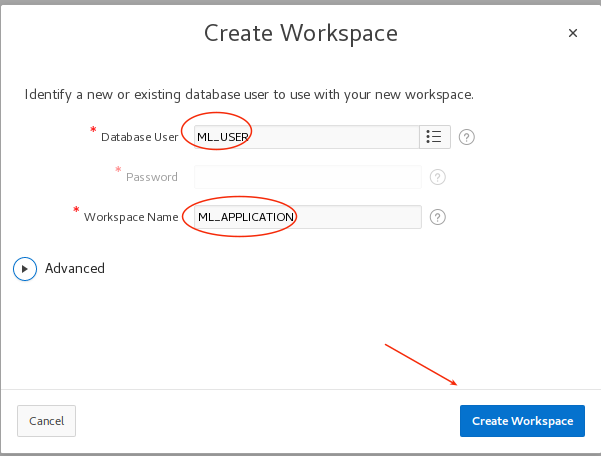 Create Workspace
×
Identify a new or existing database user to use with your new workspace.
* Database User ML_USER ?
* Password ?
* Workspace Name ML_APPLICATION ?
Advanced
Cancel Create Workspace